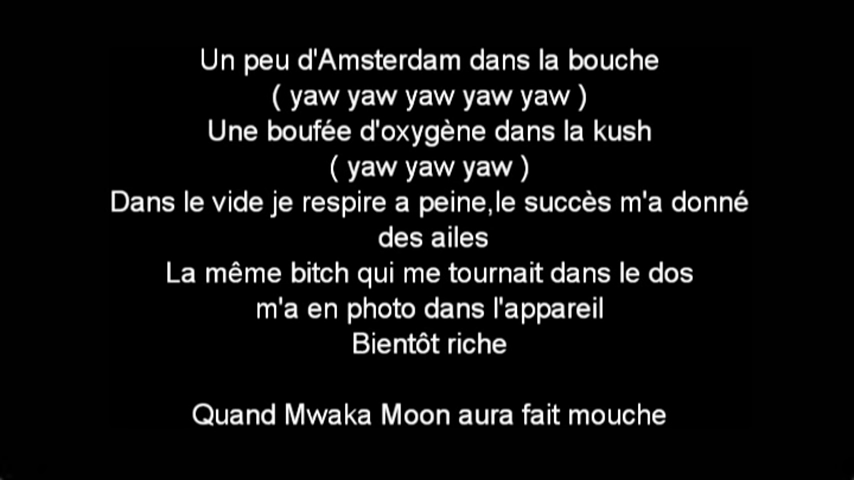 Un peu d'Amsterdam dans la bouche
( yaw yaw yaw yaw yaw )
Une boufée d'oxygène dans la kush
( yaw yaw yaw )
Dans le vide je respire a peine,le succès m'a donné
des ailes
La même bitch qui me tournait dans le dos
m'a en photo dans l'appareil
Bientôt riche
Quand Mwaka Moon aura fait mouche